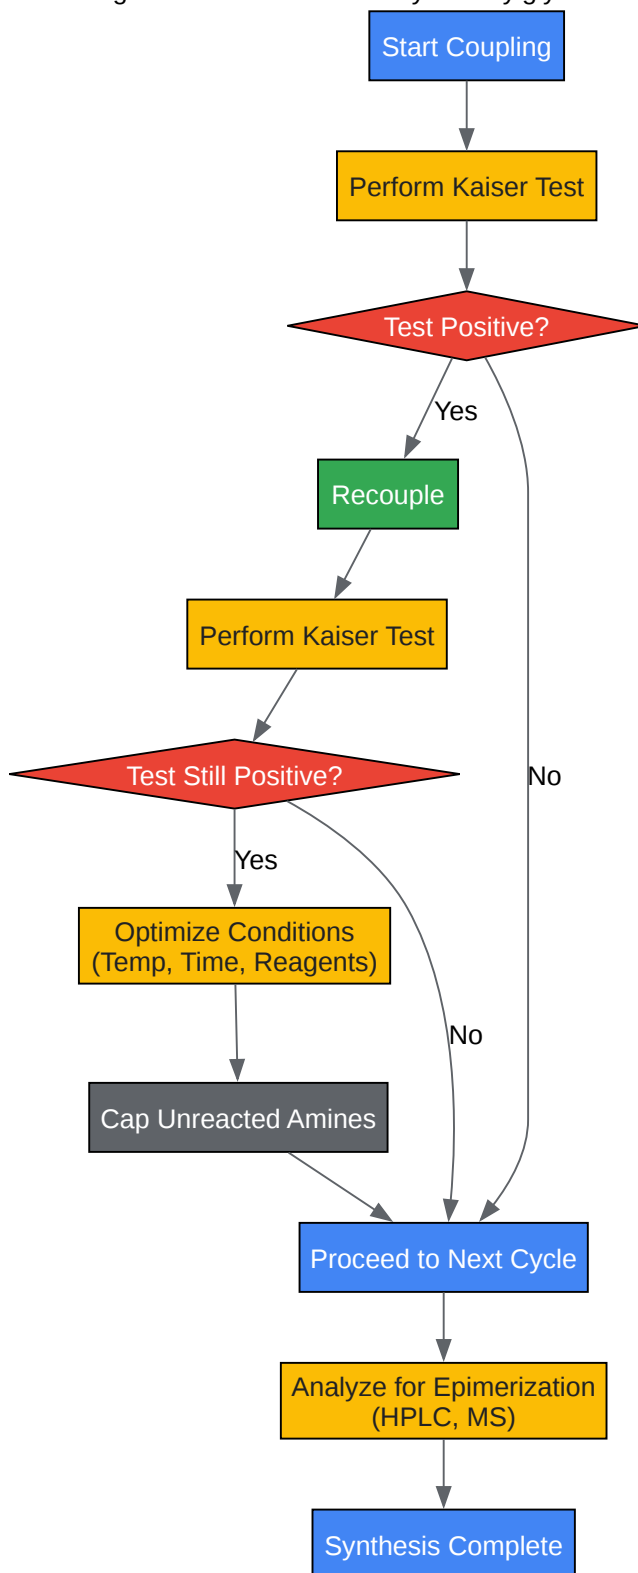 Start Coupling
Perform Kaiser Test
Test Positive?
Yes
Recouple
Perform Kaiser Test
Test Still Positive?
No
Yes
Optimize Conditions
(Temp, Time, Reagents)
No
Cap Unreacted Amines
Proceed to Next Cycle
Analyze for Epimerization
(HPLC, MS)
Synthesis Complete